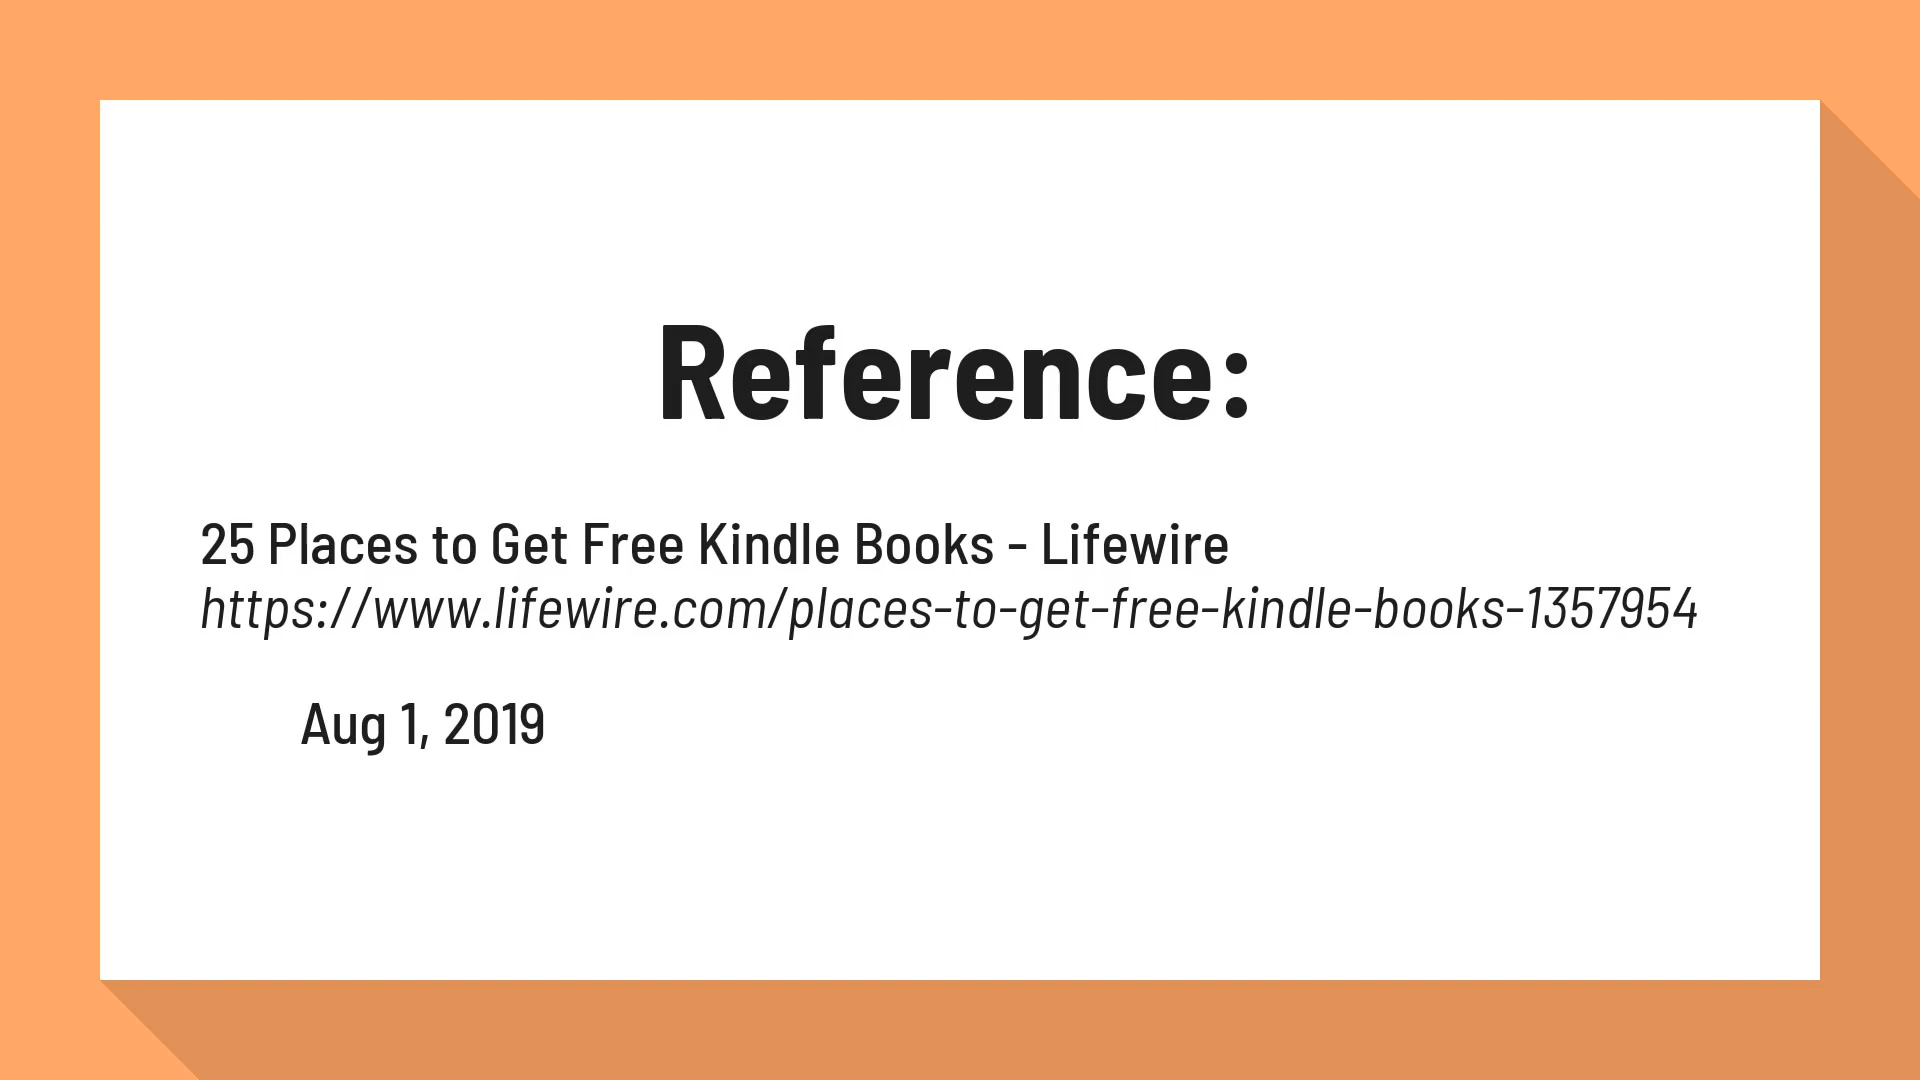 Reference:
25 Places to Get Free Kindle Books - Lifewire
https://www.lifewire.com/places-to-get-free-kindle-books-1357954
Aug 1, 2019